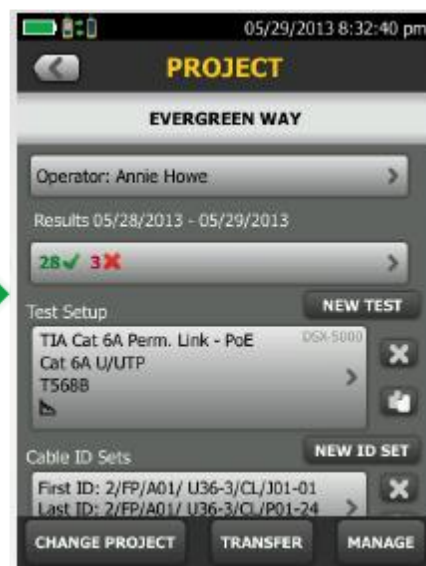 05/29/2013 8:32:40 pm
PROJECT
EVERGREEN WAY
Operator: Annie Howe
Results 05/28/2013 - 05/29/2013
28 3
Test Setup
NEW TEST
TIA Cat 6A Perm. Link - PoE
DSX-5000
Cat 6A U/UTP
T568B
Cable ID Sets
NEW ID SET
First ID: 2/FP/A01/ U36-3/CL/J01-01
Last ID: 2/FP/A01/ U36-3/CL/P01-24
CHANGE PROJECT
TRANSFER
MANAGE